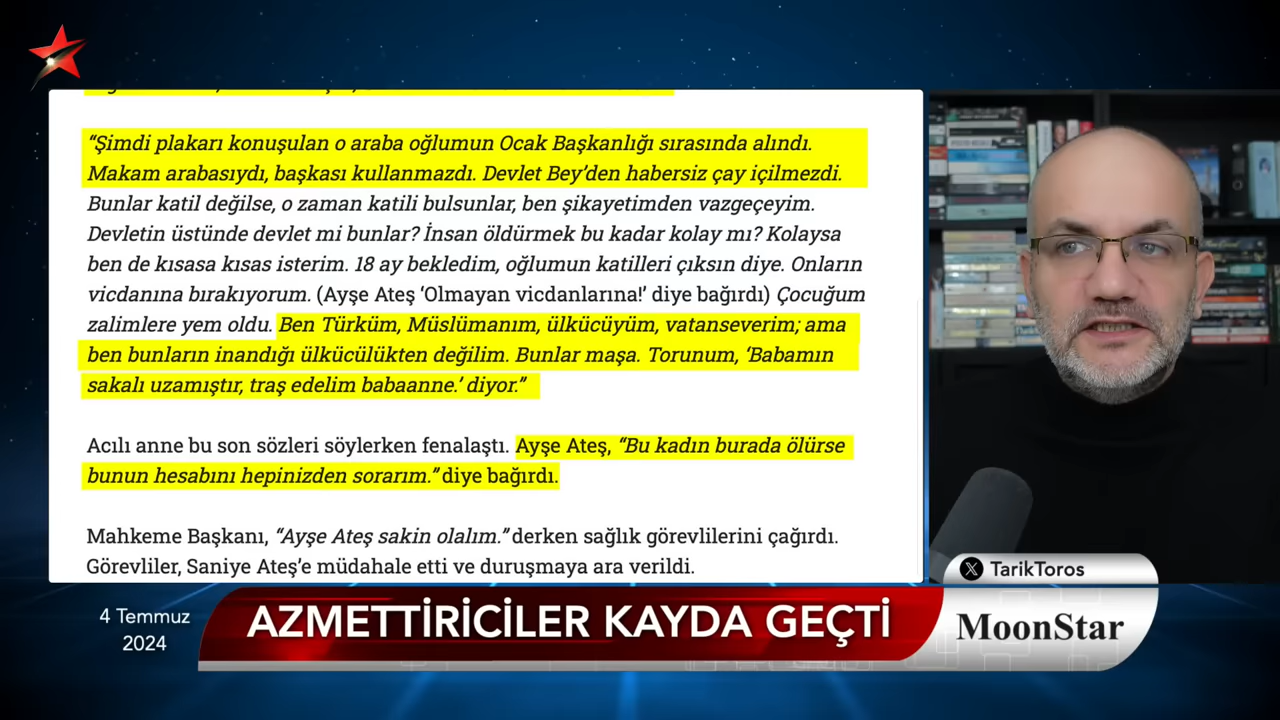 “Şimdi plakarı konuşulan o araba oğlumun Ocak Başkanlığı sırasında alındı.
Makam arabasıydı, başkası kullanmazdı. Devlet Bey’den habersiz çay içilmezdi.
Bunlar katil değilse, o zaman katili bulsunlar, ben şikayetimden vazgeçeyim.
Devletin üstünde devlet mi bunlar? İnsan öldürmek bu kadar kolay mı? Kolaysa
ben de kısasa kısas isterim. 18 ay bekledim, oğlumun katilleri çıksın diye. Onların
vicdanına bırakıyorum. (Ayşe Ateş ‘Olmayan vicdanlarına!’ diye bağırdı) Çocuğum
zalimlere yem oldu. Ben Türküm, Müslümanım, ülkücüyüm, vatanseverim; ama
ben bunların inandığı ülkücülükten değilim. Bunlar maşa. Torunum, ‘Babamın
sakalı uzamıştır, traş edelim babaanne.’ diyor.”
Acılı anne bu son sözleri söylerken fenalaştı. Ayşe Ateş, “Bu kadın burada ölürse
bunun hesabını hepinizden sorarım.” diye bağırdı.
Mahkeme Başkanı, “Ayşe Ateş sakin olalım.” derken sağlık görevlilerini çağırdı.
Görevliler, Saniye Ateş’e müdahale etti ve duruşmaya ara verildi.
X TarikToros
4 Temmuz
2024
AZMETTİRİCİLER KAYDA GEÇTİ
MoonStar